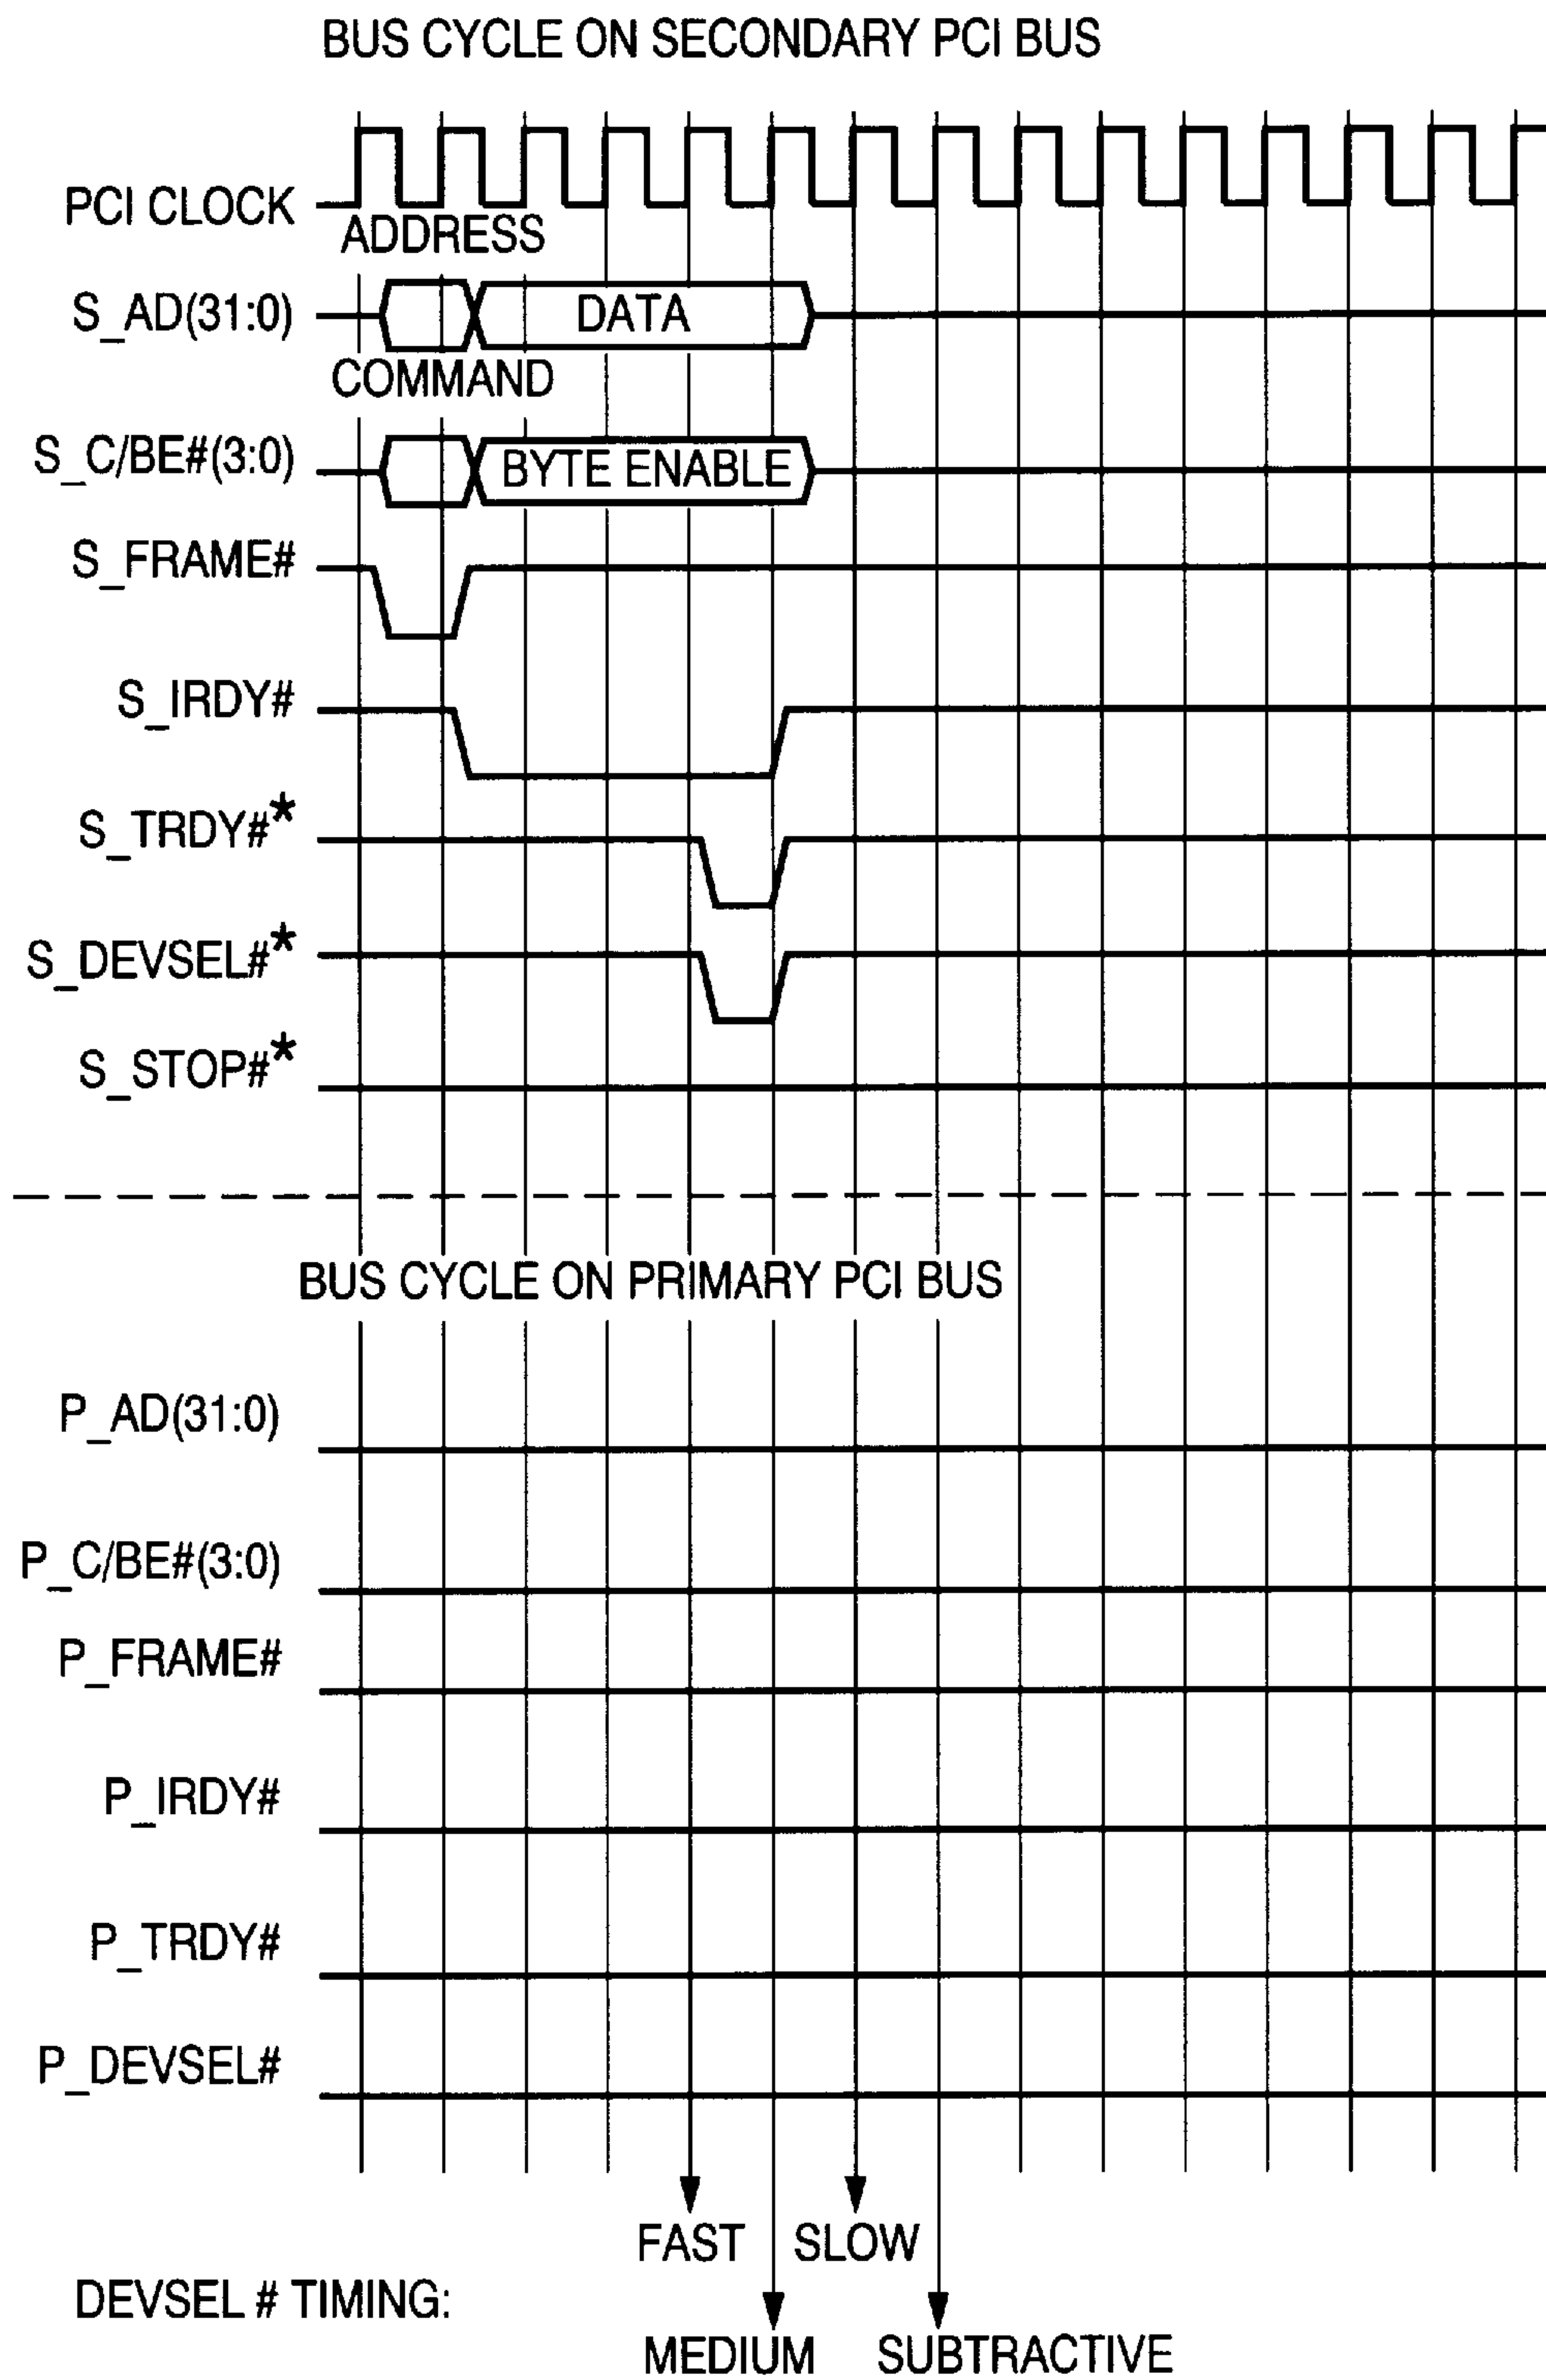 BUS CYCLE ON SECONDARY PCI BUS
PCI CLOCK
ADDRESS
S_AD(31:0)
DATA
COMMAND
S_C/BE#(3:0)
BYTE ENABLE
S_FRAME#
S_IRDY#
S_TRDY#*
S_DEVSEL#*
S_STOP#*
BUS CYCLE ON PRIMARY PCI BUS
P_AD(31:0)
P_C/BE#(3:0)
P_FRAME#
P_IRDY#
P_TRDY#
P_DEVSEL#
FAST SLOW
DEVSEL # TIMING:
MEDIUM SUBTRACTIVE